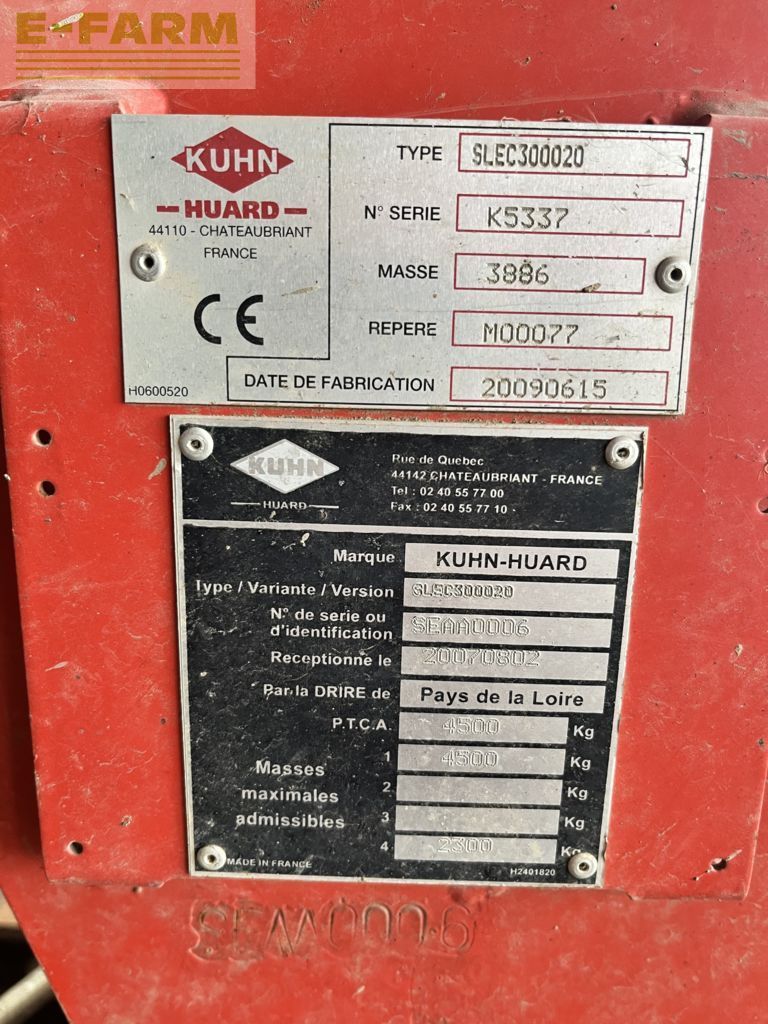 E-FARM
KUHN
HUARD
44110 - CHATEAUBRIANT
FRANCE
CE
H0600520
TYPE SLEC300020
N° SERIE K5337
MASSE 3886
REPERE M00077
DATE DE FABRICATION 20090615
KUHN
HUARD
Rue de Québec
44142 CHATEAUBRIANT - FRANCE
Tel : 02 40 55 77 00
Fax : 02 40 55 77 10
Marque KUHN-HUARD
Type / Variante / Version SLEC300020
N° de serie ou
d'identification SEAA0006
Receptionne le 20070802
Par la DRIRE de Pays de la Loire
P.T.C.A. 4500 Kg
Masses
maximales
admissibles
1 4500 Kg
2 Kg
3 Kg
4 2300 Kg
MADE IN FRANCE
H2401820
SEAA0006